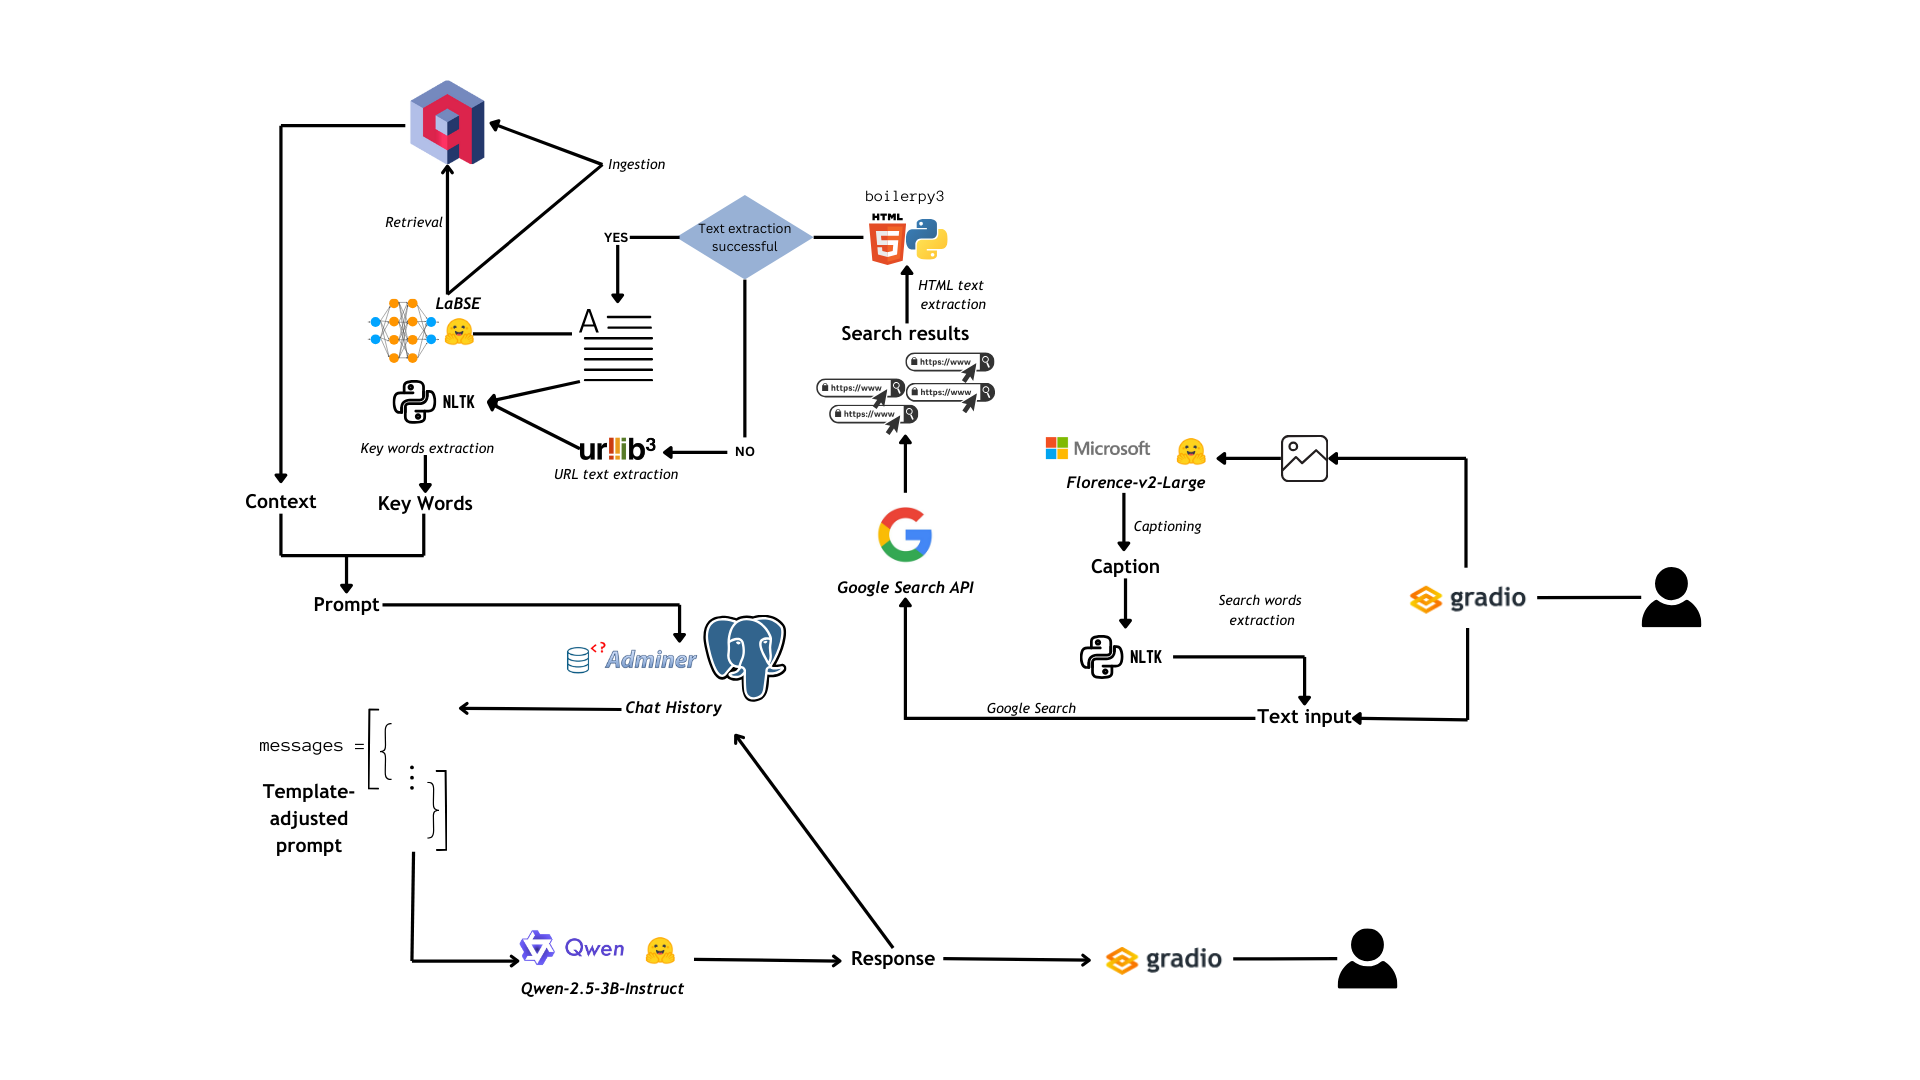 Ingestion
Retrieval
LaBSE
NLTK
Key words extraction
Context
Key Words
Prompt
YES
Text extraction
successful
NO
A
urllib3
URL text extraction
boilerpy3
HTML
5
HTML text
extraction
Search results
https://www
https://www
https://www
https://www
Google Search API
Google Search
Microsoft
Florence-v2-Large
Captioning
Caption
Search words
extraction
NLTK
Text input
gradio
<?
Adminer
Chat History
messages =[{
⋮
}]
Template-
adjusted
prompt
Qwen
Qwen-2.5-3B-Instruct
Response
gradio